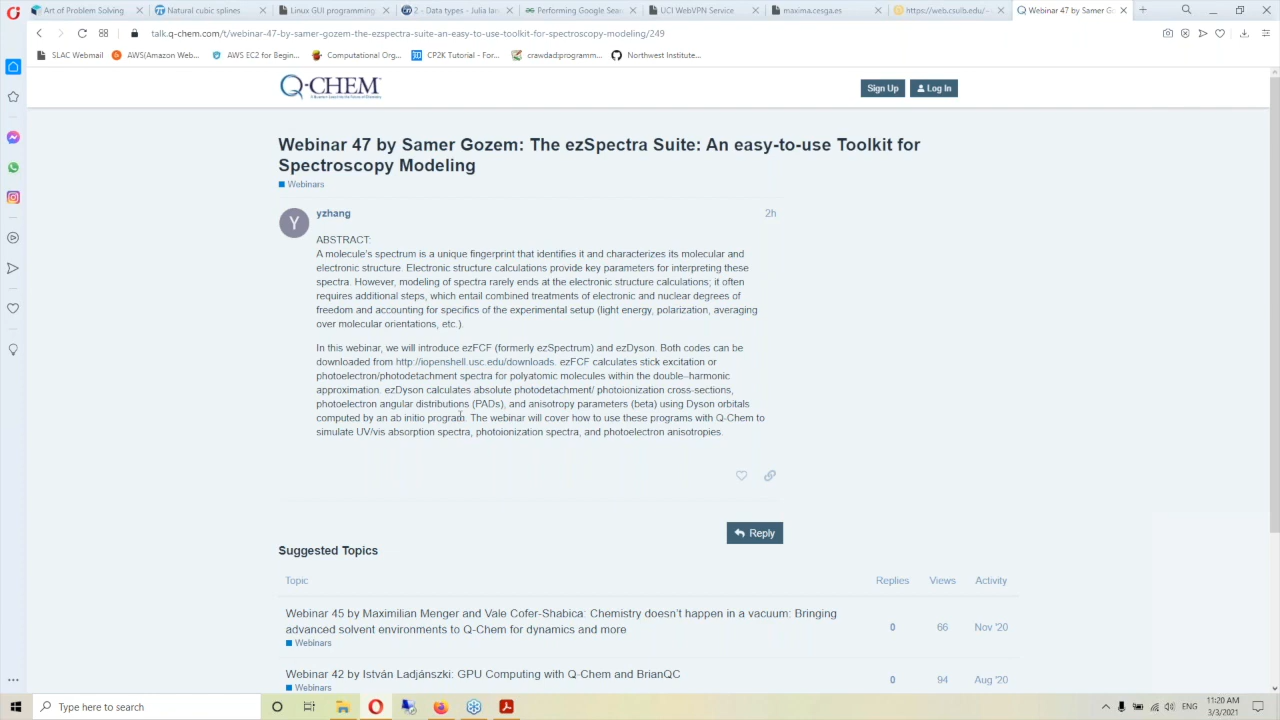 Art of Problem Solving
Natural cubic splines
Linux GUI programming
2 - Data types - Julia lan
Performing Google Sear
UCI WebVPN Service
maxima.cesga.es
https://web.csulb.edu/~
Webinar 47 by Samer Go
talk.q-chem.com/t/webinar-47-by-samer-gozem-the-ezspectra-suite-an-easy-to-use-toolkit-for-spectroscopy-modeling/249
SLAC Webmail
AWS(Amazon Web...
AWS EC2 for Begin...
Computational Org...
CP2K Tutorial - For...
crawdad:programm...
Northwest Institute...
Q-CHEM
Sign Up
Log In
Webinar 47 by Samer Gozem: The ezSpectra Suite: An easy-to-use Toolkit for
Spectroscopy Modeling
Webinars
Y
yzhang
2h
ABSTRACT:
A molecule's spectrum is a unique fingerprint that identifies it and characterizes its molecular and
electronic structure. Electronic structure calculations provide key parameters for interpreting these
spectra. However, modeling of spectra rarely ends at the electronic structure calculations; it often
requires additional steps, which entail combined treatments of electronic and nuclear degrees of
freedom and accounting for specifics of the experimental setup (light energy, polarization, averaging
over molecular orientations, etc.).
In this webinar, we will introduce ezFCF (formerly ezSpectrum) and ezDyson. Both codes can be
downloaded from http://iopenshell.usc.edu/downloads. ezFCF calculates stick excitation or
photoelectron/photodetachment spectra for polyatomic molecules within the double–harmonic
approximation. ezDyson calculates absolute photodetachment/ photoionization cross-sections,
photoelectron angular distributions (PADs), and anisotropy parameters (beta) using Dyson orbitals
computed by an ab initio program. The webinar will cover how to use these programs with Q-Chem to
simulate UV/vis absorption spectra, photoionization spectra, and photoelectron anisotropies.
Reply
Suggested Topics
Topic
Replies
Views
Activity
Webinar 45 by Maximilian Menger and Vale Cofer-Shabica: Chemistry doesn't happen in a vacuum: Bringing
advanced solvent environments to Q-Chem for dynamics and more
Webinars
0
66
Nov '20
Webinar 42 by István Ladjánszki: GPU Computing with Q-Chem and BrianQC
Webinars
0
94
Aug '20
Type here to search
ENG
11:20 AM
3/3/2021